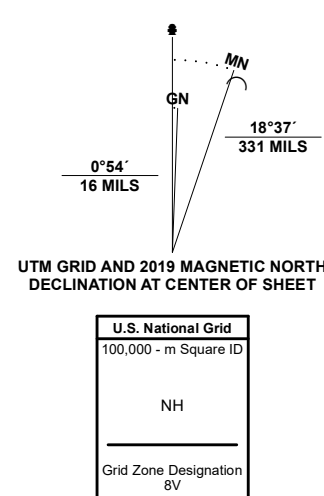 MN
GN
18°37´
331 MILS
0°54´
16 MILS
UTM GRID AND 2019 MAGNETIC NORTH
DECLINATION AT CENTER OF SHEET
U.S. National Grid
100,000 - m Square ID
NH
Grid Zone Designation
8V